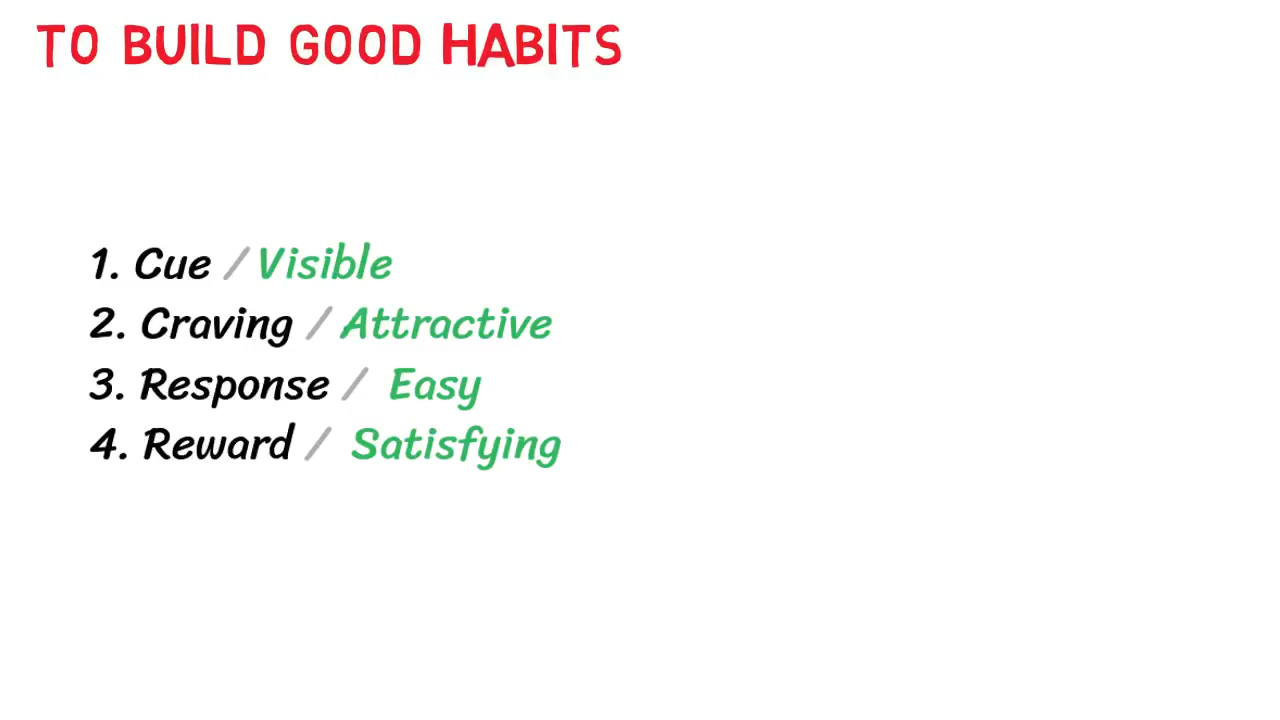 TO BUILD GOOD HABITS
1. Cue / Visible
2. Craving / Attractive
3. Response / Easy
4. Reward / Satisfying